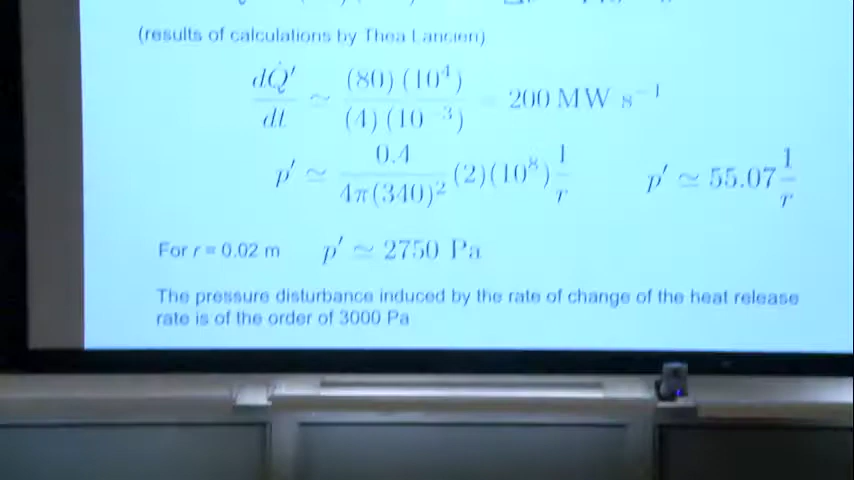 (results of calculations by Thea Lancien)
dQ̇′/dt ≃ (80)(10⁴)/(4)(10⁻³) = 200 MW s⁻¹
p′ ≃ 0.4/4π(340)² (2)(10⁸) 1/r p′ ≃ 55.07 1/r
For r = 0.02 m p′ ≃ 2750 Pa
The pressure disturbance induced by the rate of change of the heat release
rate is of the order of 3000 Pa